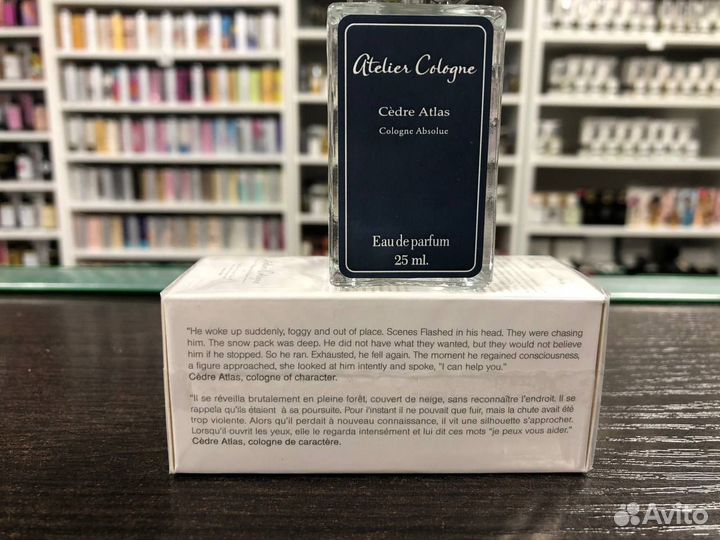 Atelier Cologne
Cèdre Atlas
Cologne Absolue
Eau de parfum
25 ml.
"He woke up suddenly, foggy and out of place. Scenes Flashed in his head. They were chasing
him. The snow pack was deep. He did not have what they wanted, but they would not believe
him if he stopped. So he ran. Exhausted, he fell again. The moment he regained consciousness,
a figure approached, she looked at him intently and spoke, "I can help you."
Cèdre Atlas, cologne of character.
"Il se réveilla brutalement en pleine forêt, couvert de neige, sans reconnaître l'endroit. Il se
rappela qu'ils étaient à sa poursuite. Pour l'instant il ne pouvait que fuir, mais la chute avait été
trop violente. Alors qu'il perdait à nouveau connaissance, il vit une silhouette s'approcher.
Lorsqu'il ouvrit les yeux, elle le regarda intensément et lui dit ces mots "je peux vous aider."
Cèdre Atlas, cologne de caractère.
Avito